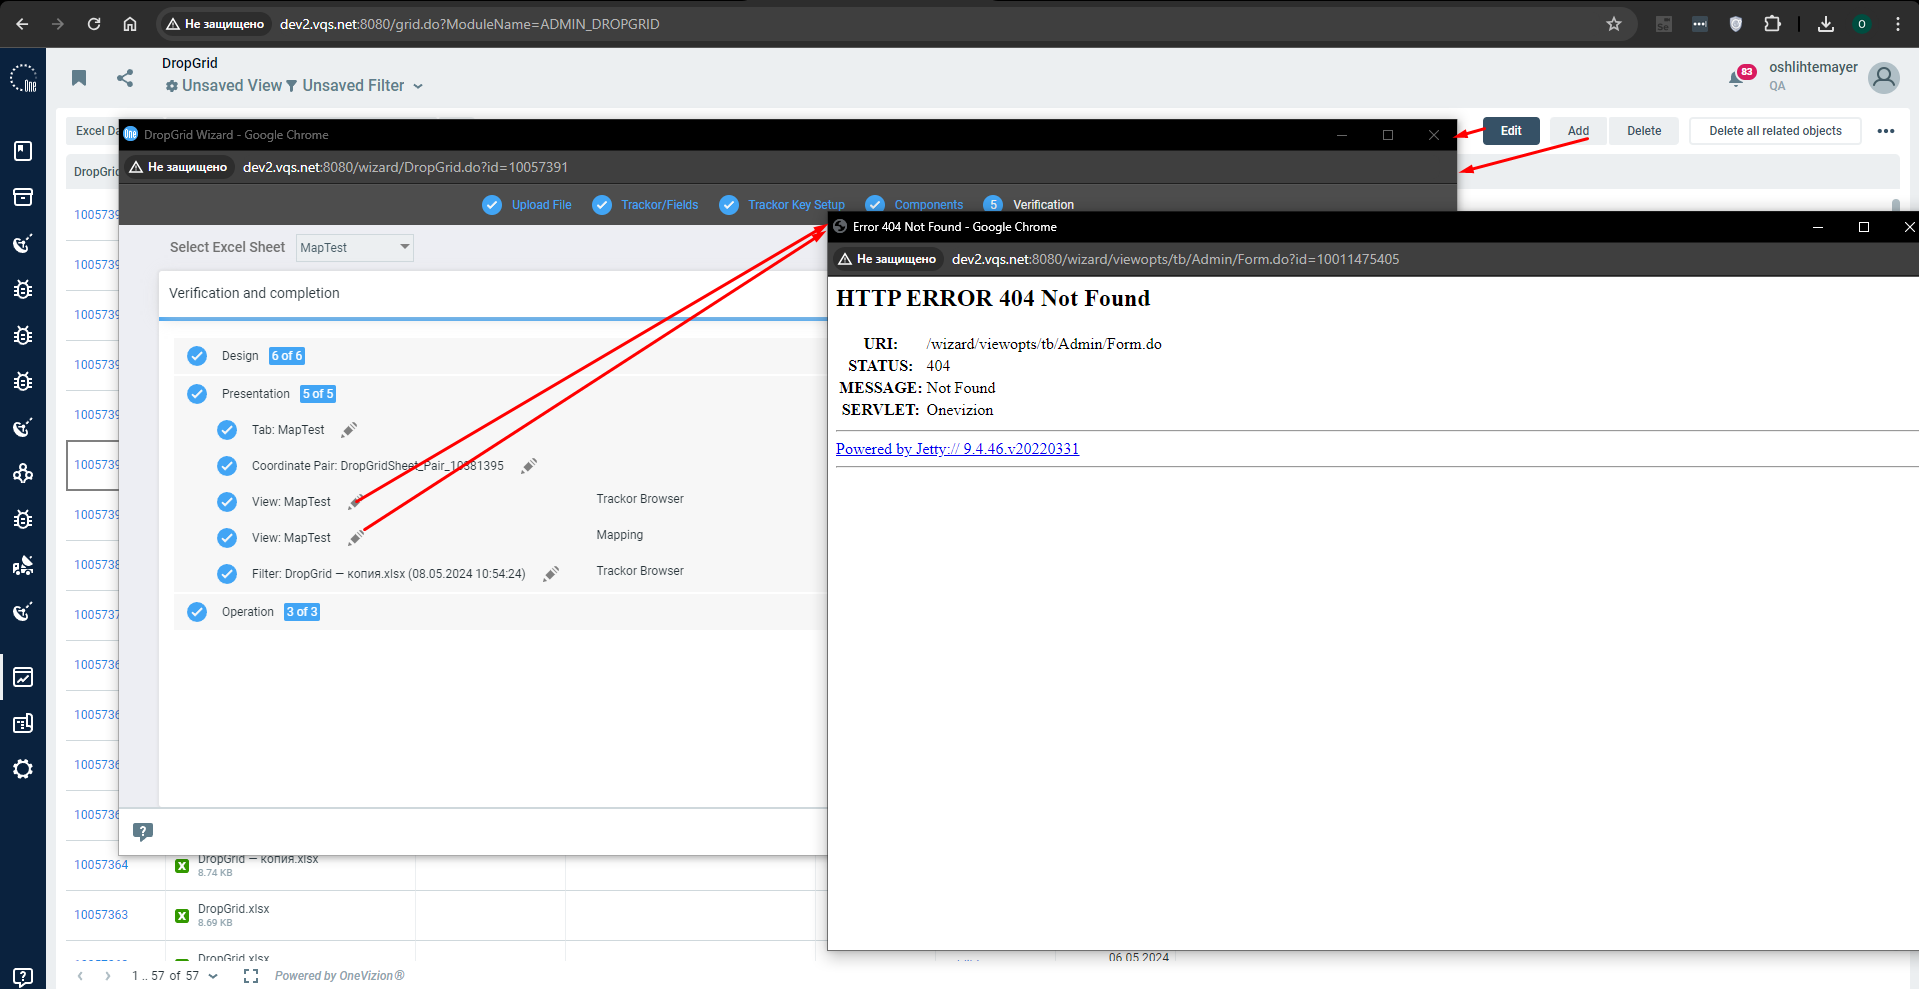 Не защищено dev2.vqs.net:8080/grid.do?ModuleName=ADMIN_DROPGRID
O
One
DropGrid
Unsaved View Unsaved Filter
83
oshlihtemayer
QA
Excel Da
Edit
Add
Delete
Delete all related objects
DropGrid
One DropGrid Wizard - Google Chrome
Не защищено dev2.vqs.net:8080/wizard/DropGrid.do?id=10057391
Upload File
Trackor/Fields
Trackor Key Setup
Components
5 Verification
Select Excel Sheet MapTest
Verification and completion
Design 6 of 6
Presentation 5 of 5
Tab: MapTest
Coordinate Pair: DropGridSheet_Pair_10381395
View: MapTest Trackor Browser
View: MapTest Mapping
Filter: DropGrid — копия.xlsx (08.05.2024 10:54:24) Trackor Browser
Operation 3 of 3
Error 404 Not Found - Google Chrome
Не защищено dev2.vqs.net:8080/wizard/viewopts/tb/Admin/Form.do?id=10011475405
HTTP ERROR 404 Not Found
URI: /wizard/viewopts/tb/Admin/Form.do
STATUS: 404
MESSAGE: Not Found
SERVLET: Onevizion
Powered by Jetty:// 9.4.46.v20220331
1005739
1005739
1005739
1005739
1005739
1005739
1005739
1005738
1005737
1005736
1005736
1005736
1005736
10057364 DropGrid — копия.xlsx
8.74 KB
10057363 DropGrid.xlsx
8.69 KB
DropGrid.xlsx
06.05.2024
1 .. 57 of 57
Powered by OneVizion®